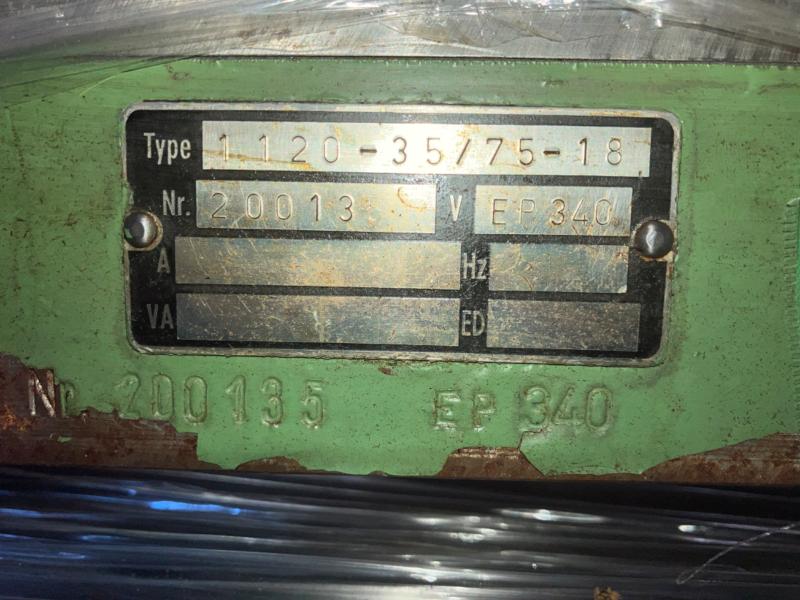 Type 1120-35/75-18
Nr. 20013 V EP 340
A Hz
VA ED
Nr 200135 EP 340